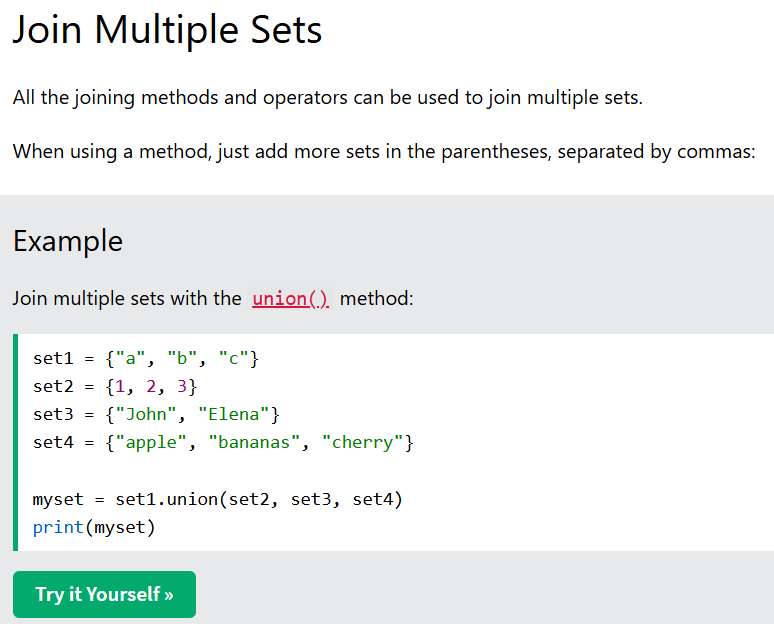 Join Multiple Sets
All the joining methods and operators can be used to join multiple sets.
When using a method, just add more sets in the parentheses, separated by commas:
Example
Join multiple sets with the union() method:
set1 = {"a", "b", "c"}
set2 = {1, 2, 3}
set3 = {"John", "Elena"}
set4 = {"apple", "bananas", "cherry"}
myset = set1.union(set2, set3, set4)
print(myset)
Try it Yourself »